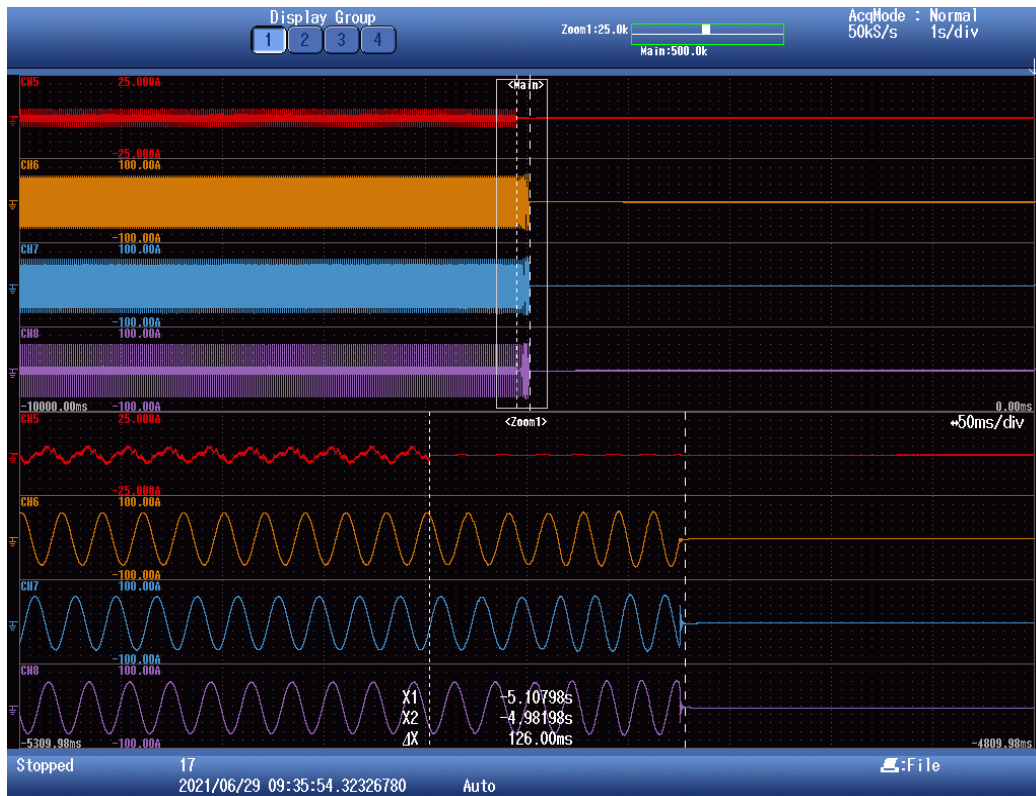 Display Group
1 2 3 4
Zoom1:25.0k
Main:500.0k
AcqMode : Normal
50kS/s 1s/div
<Main>
CH5 25.000A
-25.000A
CH6 100.00A
-100.00A
CH7 100.00A
-100.00A
CH8 100.00A
-10000.00ms -100.00A 0.00ms
<Zoom1>
↔50ms/div
CH5 25.000A
-25.000A
CH6 100.00A
-100.00A
CH7 100.00A
-100.00A
CH8 100.00A
X1 -5.10798s
X2 -4.98198s
ΔX 126.00ms
-5309.98ms -100.00A -4809.98ms
Stopped 17 :File
2021/06/29 09:35:54.32326780 Auto